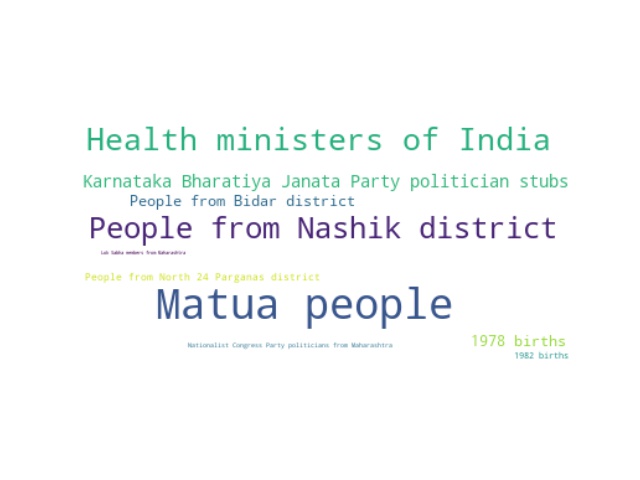 Health ministers of India
Karnataka Bharatiya Janata Party politician stubs
People from Bidar district
People from Nashik district
Lok Sabha members from Maharashtra
People from North 24 Parganas district
Matua people
1978 births
Nationalist Congress Party politicians from Maharashtra
1982 births